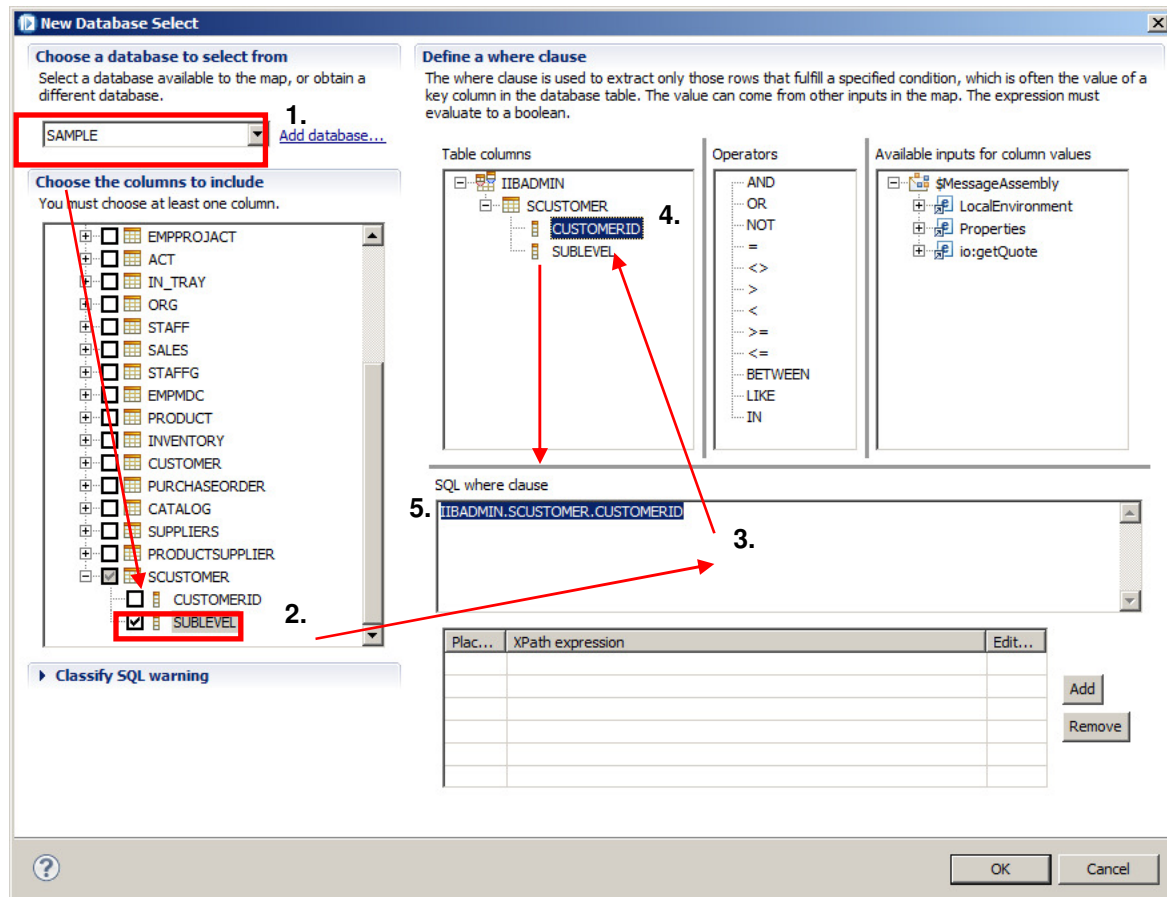 New Database Select
Choose a database to select from
Select a database available to the map, or obtain a
different database.
1.
SAMPLE
Add database...
Choose the columns to include
You must choose at least one column.
EMPPROJACT
ACT
IN_TRAY
ORG
STAFF
SALES
STAFFG
EMPMDC
PRODUCT
INVENTORY
CUSTOMER
PURCHASEORDER
CATALOG
SUPPLIERS
PRODUCTSUPPLIER
SCUSTOMER
CUSTOMERID
SUBLEVEL
2.
Classify SQL warning
Define a where clause
The where clause is used to extract only those rows that fulfill a specified condition, which is often the value of a
key column in the database table. The value can come from other inputs in the map. The expression must
evaluate to a boolean.
Table columns
IIBADMIN
SCUSTOMER
4.
CUSTOMERID
SUBLEVEL
Operators
AND
OR
NOT
=
<>
>
<
>=
<=
BETWEEN
LIKE
IN
Available inputs for column values
$MessageAssembly
LocalEnvironment
Properties
io:getQuote
SQL where clause
5.
IIBADMIN.SCUSTOMER.CUSTOMERID
3.
Plac... XPath expression Edit...
Add
Remove
?
OK Cancel